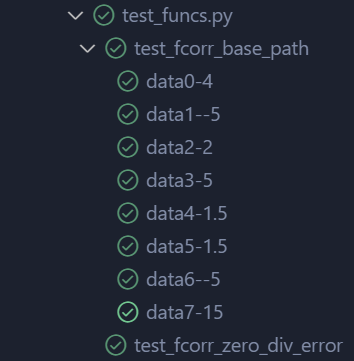 test_funcs.py
test_fcorr_base_path
data0-4
data1--5
data2-2
data3-5
data4-1.5
data5-1.5
data6--5
data7-15
test_fcorr_zero_div_error